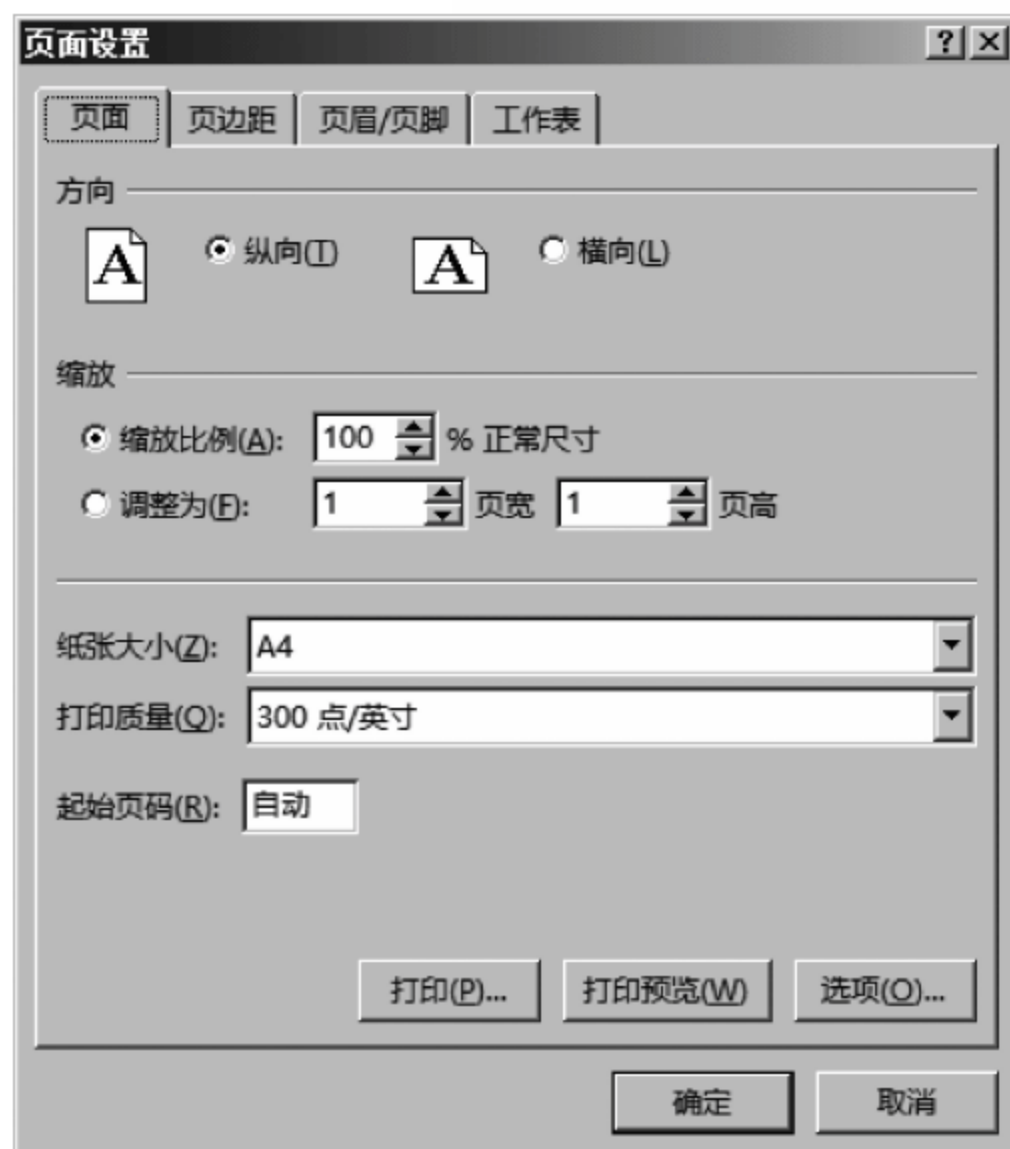 页面设置
页面 页边距 页眉/页脚 工作表
方向
A 纵向(T) A 横向(L)
缩放
缩放比例(A): 100 % 正常尺寸
调整为(F): 1 页宽 1 页高
纸张大小(Z): A4
打印质量(Q): 300 点/英寸
起始页码(R): 自动
打印(P)... 打印预览(W) 选项(O)...
确定 取消